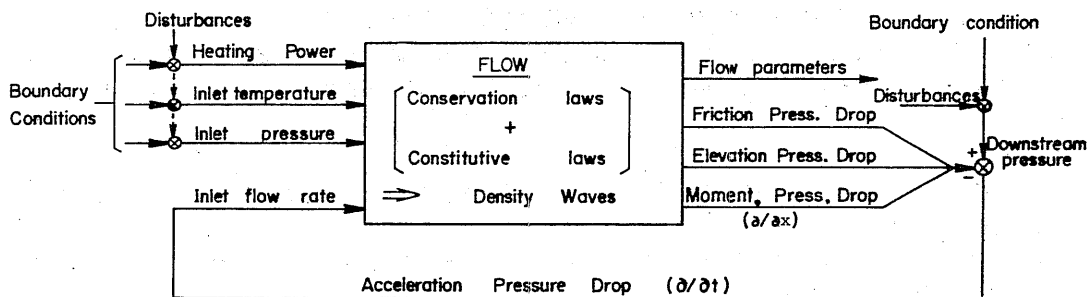 Disturbances
Boundary condition
Heating Power
FLOW
Flow parameters
Boundary
Conditions
Inlet temperature
Conservation laws
Disturbances
+
Friction Press. Drop
Inlet pressure
+
Downstream
pressure
Constitutive laws
Elevation Press. Drop
−
Inlet flow rate
⇒ Density Waves
Moment. Press. Drop
(∂/∂x)
Acceleration Pressure Drop (∂/∂t)